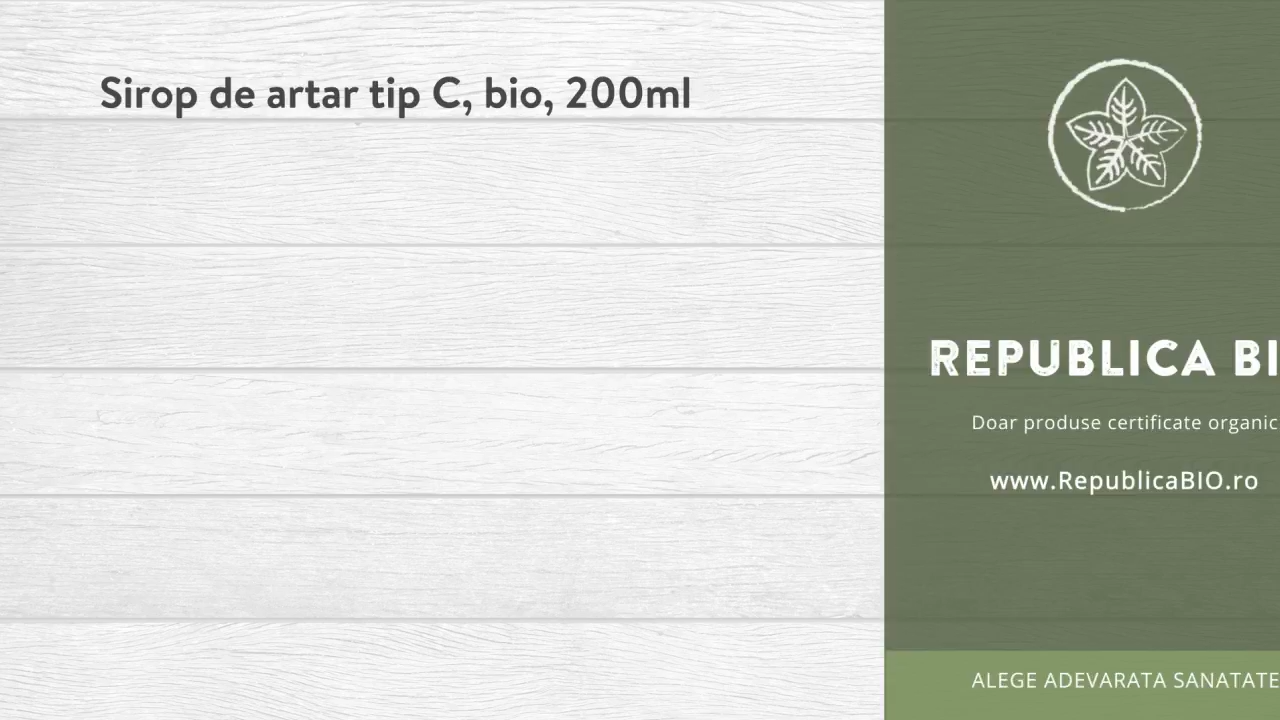 Sirop de artar tip C, bio, 200ml
REPUBLICA BI
Doar produse certificate organic
www.RepublicaBIO.ro
ALEGE ADEVARATA SANATATE